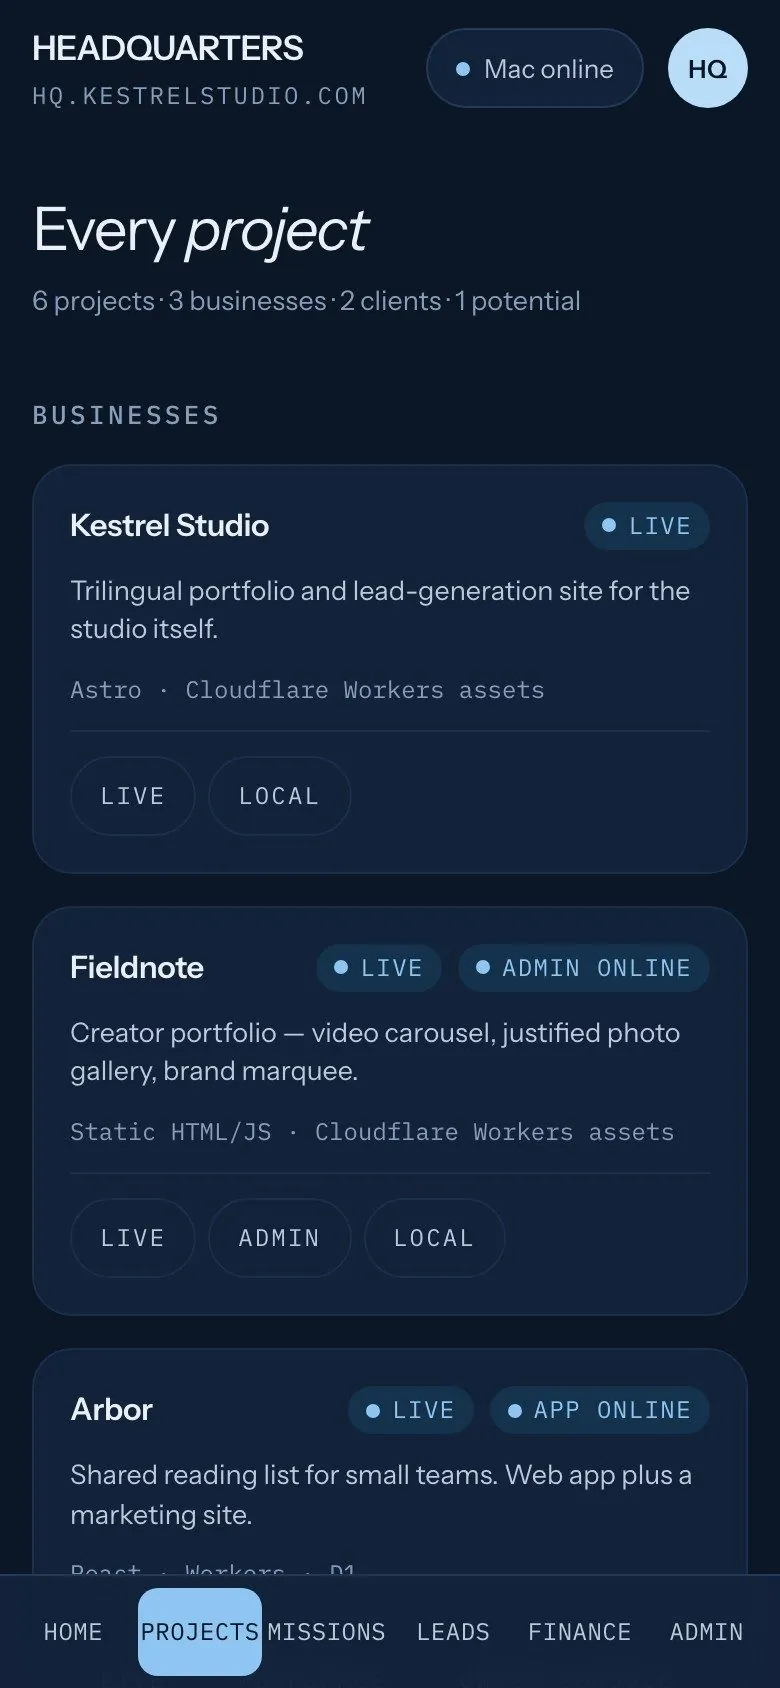 HEADQUARTERS
HQ.KESTRELSTUDIO.COM
Mac online
HQ
Every project
6 projects · 3 businesses · 2 clients · 1 potential
BUSINESSES
Kestrel Studio
LIVE
Trilingual portfolio and lead-generation site for the
studio itself.
Astro · Cloudflare Workers assets
LIVE LOCAL
Fieldnote
LIVE ADMIN ONLINE
Creator portfolio — video carousel, justified photo
gallery, brand marquee.
Static HTML/JS · Cloudflare Workers assets
LIVE ADMIN LOCAL
Arbor
LIVE APP ONLINE
Shared reading list for small teams. Web app plus a
marketing site.
React · Workers · D1
HOME PROJECTS MISSIONS LEADS FINANCE ADMIN